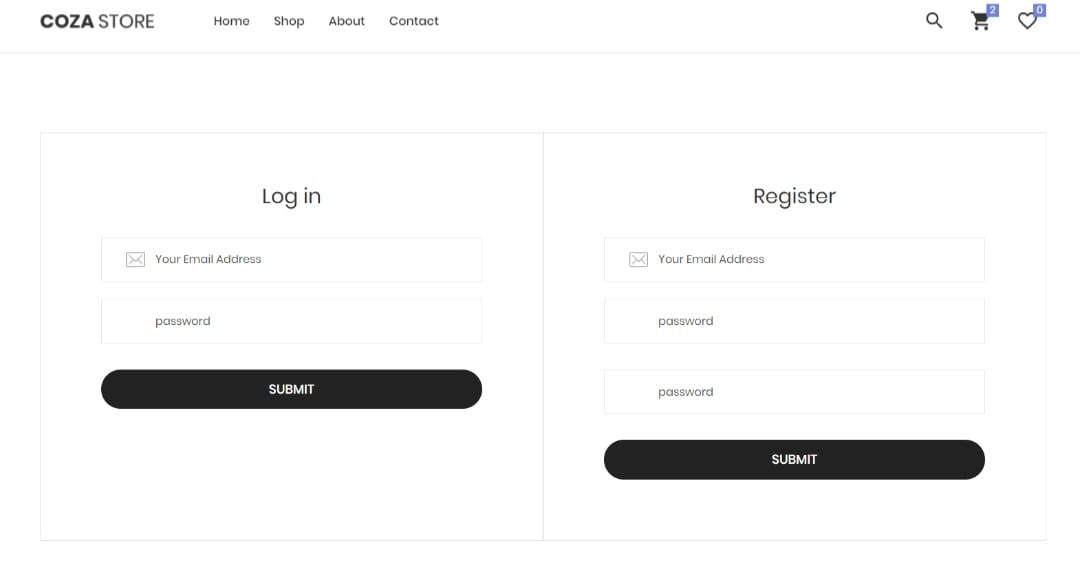 COZA STORE Home Shop About Contact 2 0
Log in
Your Email Address
password
SUBMIT
Register
Your Email Address
password
password
SUBMIT